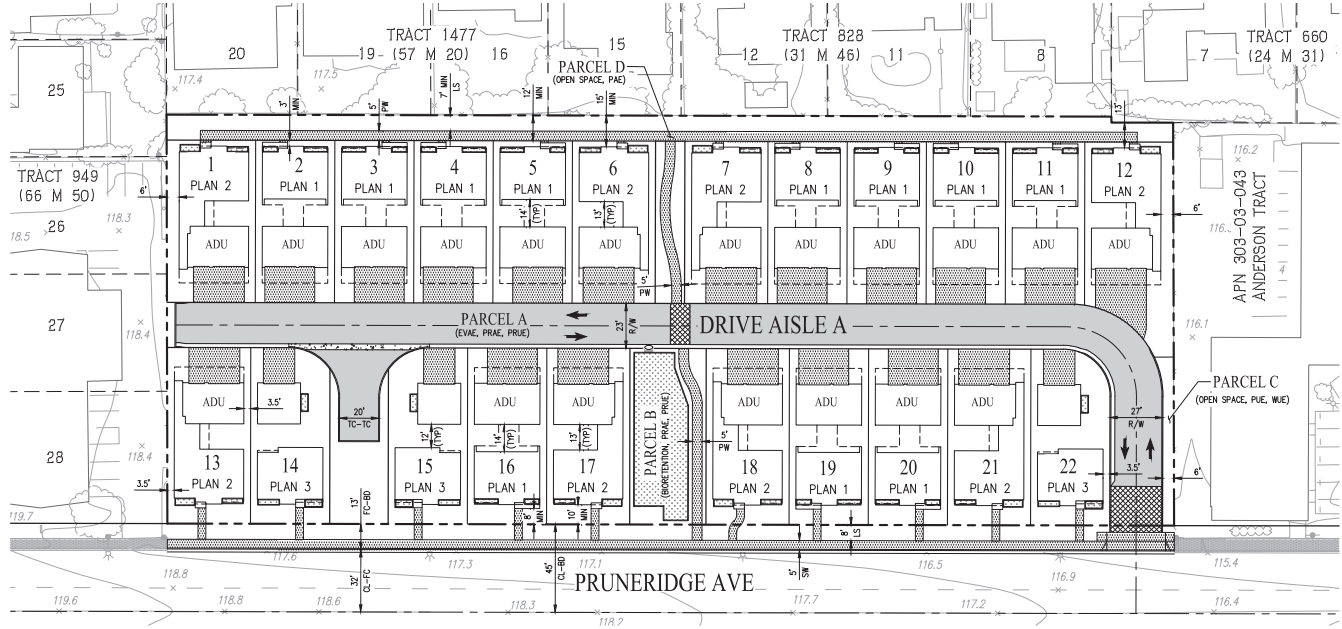 TRACT 1477
(57 M 20)
20
19
16
15
TRACT 828
(31 M 46)
12
11
8
7
TRACT 660
(24 M 31)
25
117.4
117.5
PARCEL D
(OPEN SPACE, PAE)
3' MIN
5' PW
7' MIN LS
12' MIN
15' MIN
13'
TRACT 949
(66 M 50)
6'
26
118.3
118.5
1
PLAN 2
2
PLAN 1
3
PLAN 1
4
PLAN 1
5
PLAN 1
6
PLAN 2
7
PLAN 2
8
PLAN 1
9
PLAN 1
10
PLAN 1
11
PLAN 1
12
PLAN 2
14' (TYP)
13' (TYP)
ADU
ADU
ADU
ADU
ADU
ADU
ADU
ADU
ADU
ADU
ADU
ADU
6'
116.2
APN 303-03-043
ANDERSON TRACT
4
5'
PW
27
118.4
PARCEL A
(EVAE, PRAE, PRUE)
23'
R/W
DRIVE AISLE A
116.1
PARCEL C
(OPEN SPACE, PUE, WUE)
ADU
3.5'
20'
TC-TC
12' (TYP)
ADU
14' (TYP)
ADU
13' (TYP)
PARCEL B
(BIORETENTION, PRAE, PRUE)
5'
PW
ADU
ADU
ADU
ADU
27'
R/W
3.5'
6'
28
118.4
3.5'
13
PLAN 2
14
PLAN 3
15
PLAN 3
16
PLAN 1
17
PLAN 2
18
PLAN 2
19
PLAN 1
20
PLAN 1
21
PLAN 2
22
PLAN 3
13'
FC-BD
8' MIN
10' MIN
8' LS
119.7
117.6
117.3
117.1
116.5
116.9
115.4
118.8
32'
CL-FC
45'
CL-BD
PRUNERIDGE AVE
5'
SW
119.6
118.8
118.6
118.3
118.2
117.7
117.2
116.4